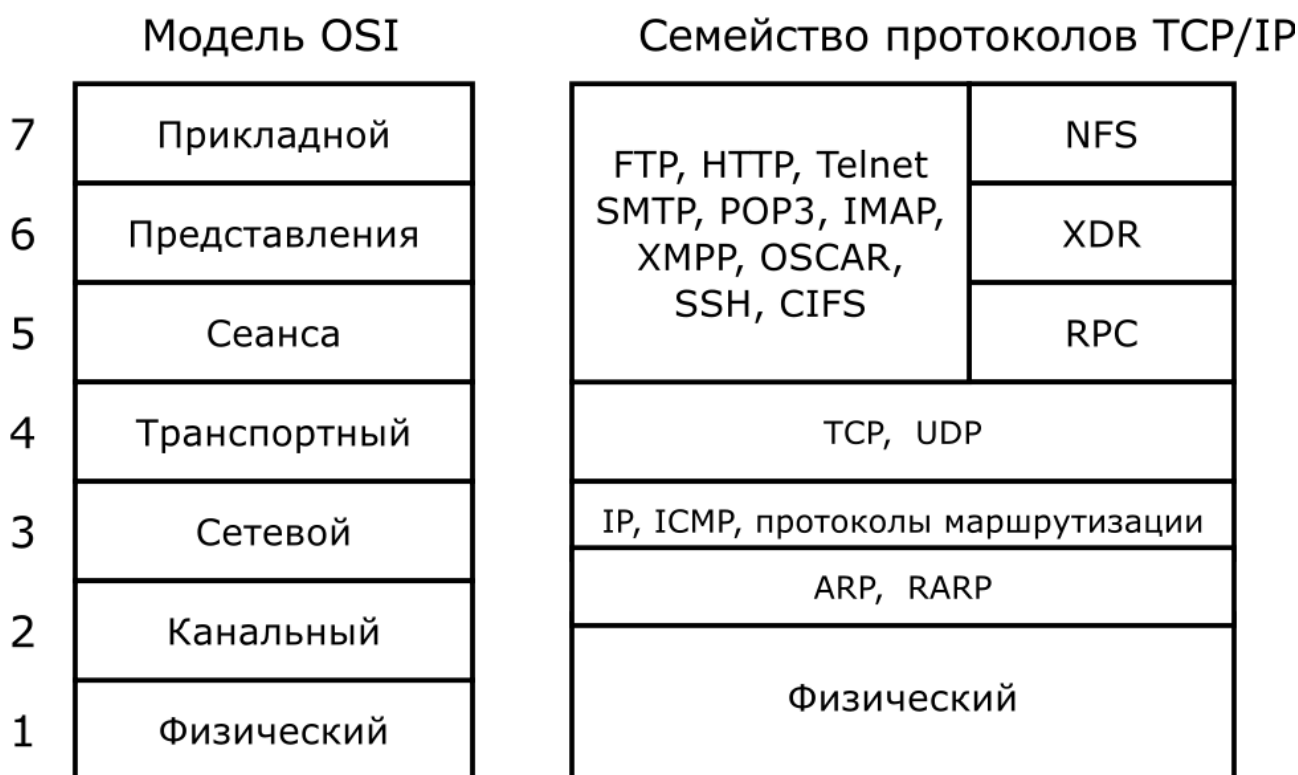 Модель OSI
Семейство протоколов TCP/IP
7
Прикладной
6
Представления
5
Сеанса
4
Транспортный
3
Сетевой
2
Канальный
1
Физический
FTP, HTTP, Telnet
SMTP, POP3, IMAP,
XMPP, OSCAR,
SSH, CIFS
NFS
XDR
RPC
TCP, UDP
IP, ICMP, протоколы маршрутизации
ARP, RARP
Физический